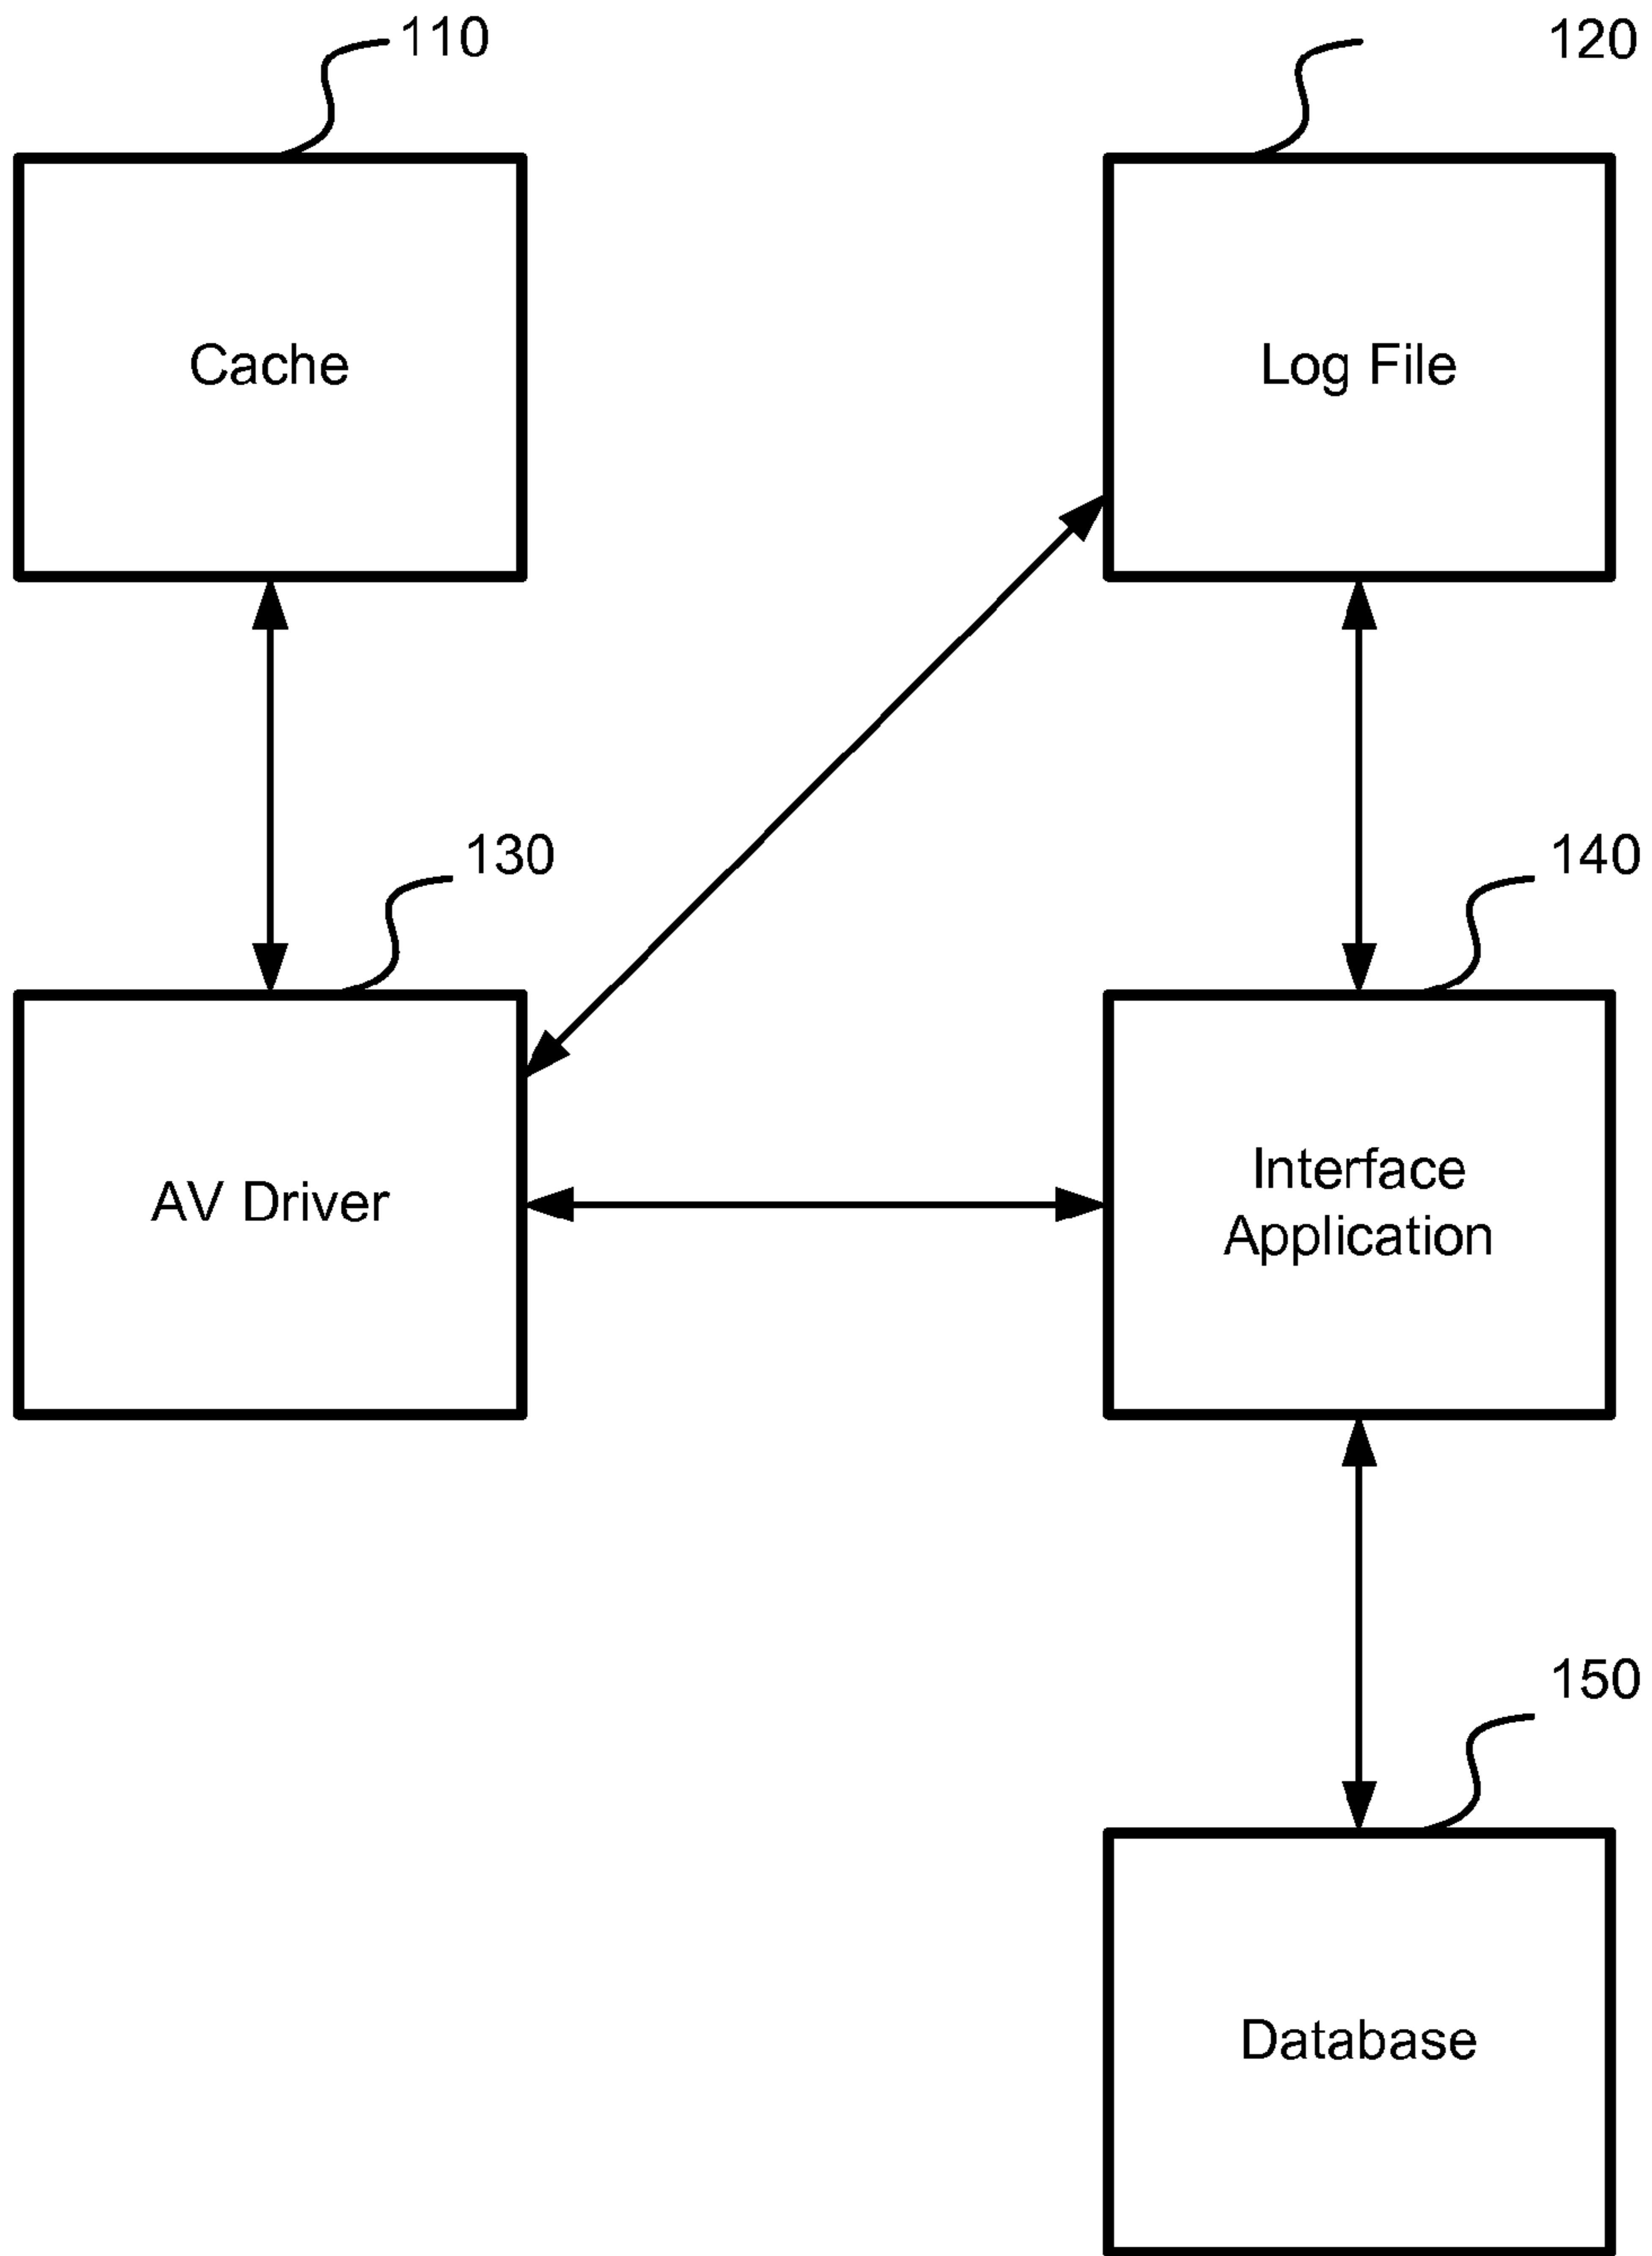 110
120
Cache
Log File
130
140
AV Driver
Interface
Application
150
Database